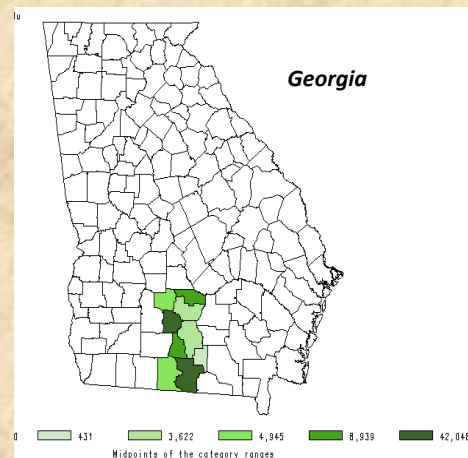 lu
Georgia
0 431 3,622 4,945 8,939 42,048
Midpoints of the category ranges